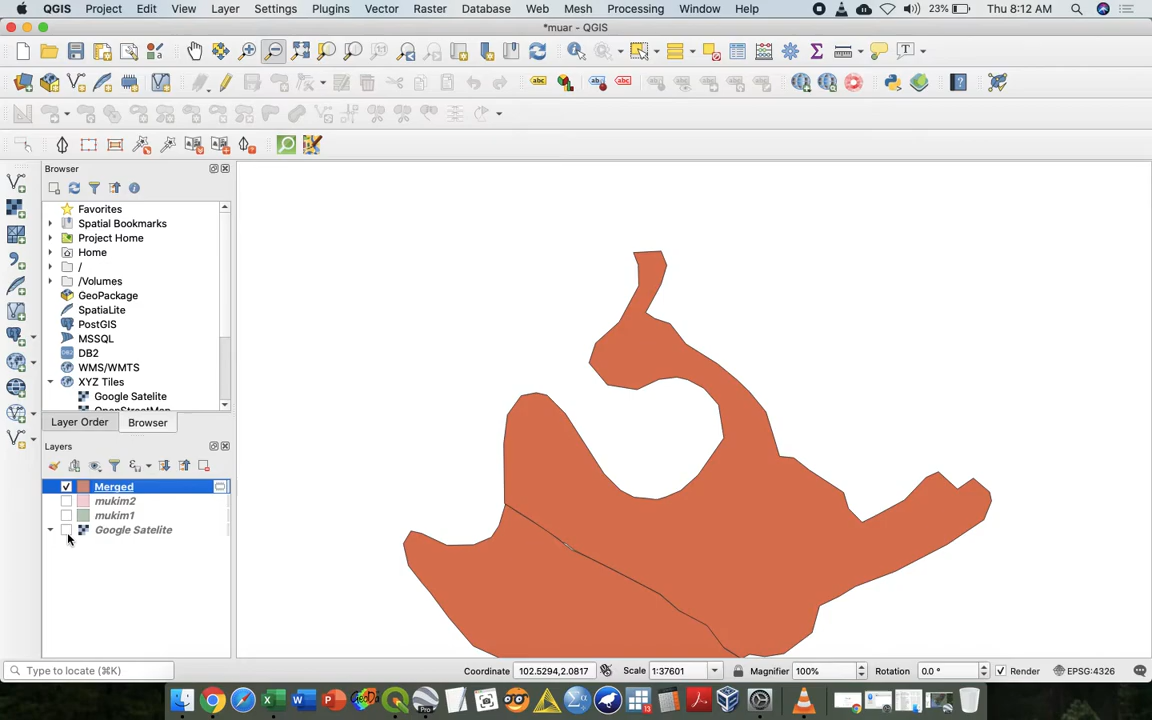 QGIS Project Edit View Layer Settings Plugins Vector Raster Database Web Mesh Processing Window Help 23% Thu 8:12 AM
*muar — QGIS
Browser
Favorites
Spatial Bookmarks
Project Home
Home
/
/Volumes
GeoPackage
SpatiaLite
PostGIS
MSSQL
DB2
WMS/WMTS
XYZ Tiles
Google Satelite
OpenStreetMap
Layer Order Browser
Layers
Merged
mukim2
mukim1
Google Satelite
Type to locate (⌘K) Coordinate 102.5294,2.0817 Scale 1:37601 Magnifier 100% Rotation 0.0 ° Render EPSG:4326